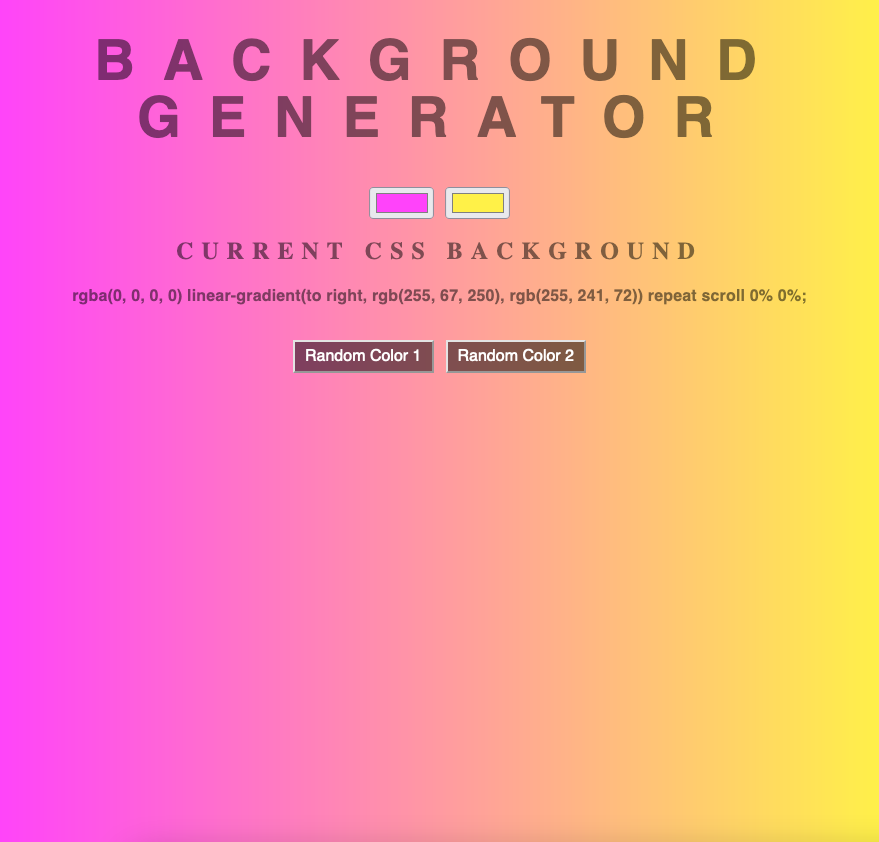 BACKGROUND
GENERATOR
CURRENT CSS BACKGROUND
rgba(0, 0, 0, 0) linear-gradient(to right, rgb(255, 67, 250), rgb(255, 241, 72)) repeat scroll 0% 0%;
Random Color 1 Random Color 2